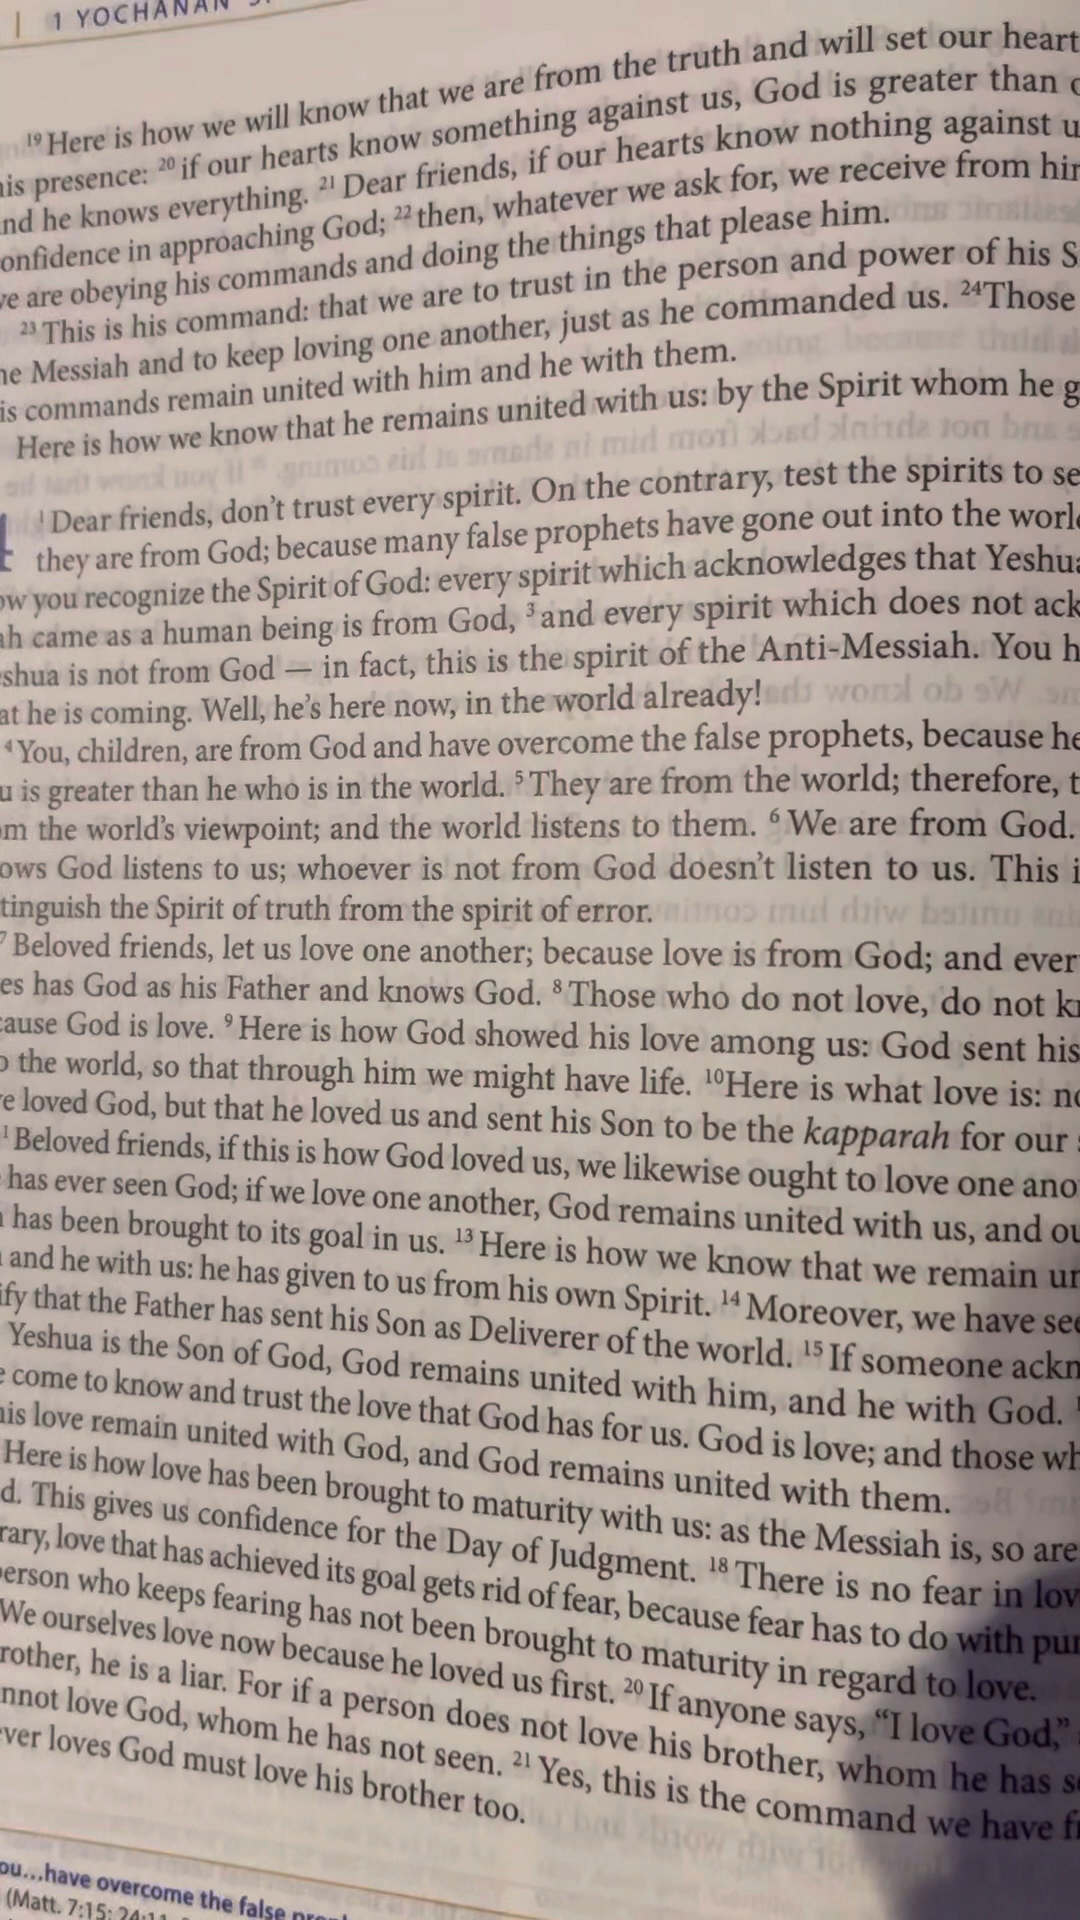 | 1 YOCHANAN
¹⁹ Here is how we will know that we are from the truth and will set our heart
his presence: ²⁰ if our hearts know something against us, God is greater than
nd he knows everything. ²¹ Dear friends, if our hearts know nothing against u
onfidence in approaching God; ²² then, whatever we ask for, we receive from hi
ve are obeying his commands and doing the things that please him.
²³ This is his command: that we are to trust in the person and power of his S
he Messiah and to keep loving one another, just as he commanded us. ²⁴Those
is commands remain united with him and he with them.
Here is how we know that he remains united with us: by the Spirit whom he g
4 ¹ Dear friends, don't trust every spirit. On the contrary, test the spirits to se
they are from God; because many false prophets have gone out into the worl
ow you recognize the Spirit of God: every spirit which acknowledges that Yeshua
ah came as a human being is from God, ³ and every spirit which does not ack
shua is not from God — in fact, this is the spirit of the Anti-Messiah. You h
at he is coming. Well, he's here now, in the world already!
⁴ You, children, are from God and have overcome the false prophets, because he
u is greater than he who is in the world. ⁵ They are from the world; therefore, t
om the world's viewpoint; and the world listens to them. ⁶ We are from God.
ows God listens to us; whoever is not from God doesn't listen to us. This i
tinguish the Spirit of truth from the spirit of error.
⁷ Beloved friends, let us love one another; because love is from God; and ever
es has God as his Father and knows God. ⁸ Those who do not love, do not k
cause God is love. ⁹ Here is how God showed his love among us: God sent his
o the world, so that through him we might have life. ¹⁰Here is what love is: no
e loved God, but that he loved us and sent his Son to be the kapparah for our
¹ Beloved friends, if this is how God loved us, we likewise ought to love one ano
has ever seen God; if we love one another, God remains united with us, and ou
has been brought to its goal in us. ¹³ Here is how we know that we remain un
and he with us: he has given to us from his own Spirit. ¹⁴ Moreover, we have see
ify that the Father has sent his Son as Deliverer of the world. ¹⁵ If someone ackn
Yeshua is the Son of God, God remains united with him, and he with God.
e come to know and trust the love that God has for us. God is love; and those wh
his love remain united with God, and God remains united with them.
Here is how love has been brought to maturity with us: as the Messiah is, so are
d. This gives us confidence for the Day of Judgment. ¹⁸ There is no fear in lov
rary, love that has achieved its goal gets rid of fear, because fear has to do with pun
erson who keeps fearing has not been brought to maturity in regard to love.
We ourselves love now because he loved us first. ²⁰ If anyone says, “I love God,”
rother, he is a liar. For if a person does not love his brother, whom he has s
nnot love God, whom he has not seen. ²¹ Yes, this is the command we have f
ver loves God must love his brother too.
ou...have overcome the false
(Matt. 7:15; 24:11